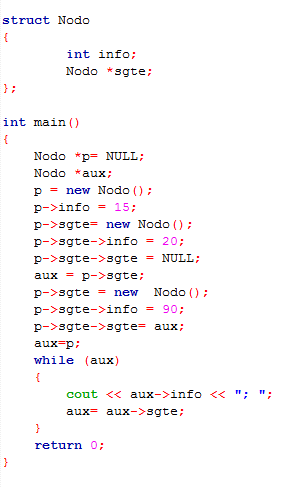 struct Nodo
{
int info;
Nodo *sgte;
};
int main()
{
Nodo *p= NULL;
Nodo *aux;
p = new Nodo();
p->info = 15;
p->sgte= new Nodo();
p->sgte->info = 20;
p->sgte->sgte = NULL;
aux = p->sgte;
p->sgte = new  Nodo();
p->sgte->info = 90;
p->sgte->sgte= aux;
aux=p;
while (aux)
{
cout << aux->info << "; ";
aux= aux->sgte;
}
return 0;
}